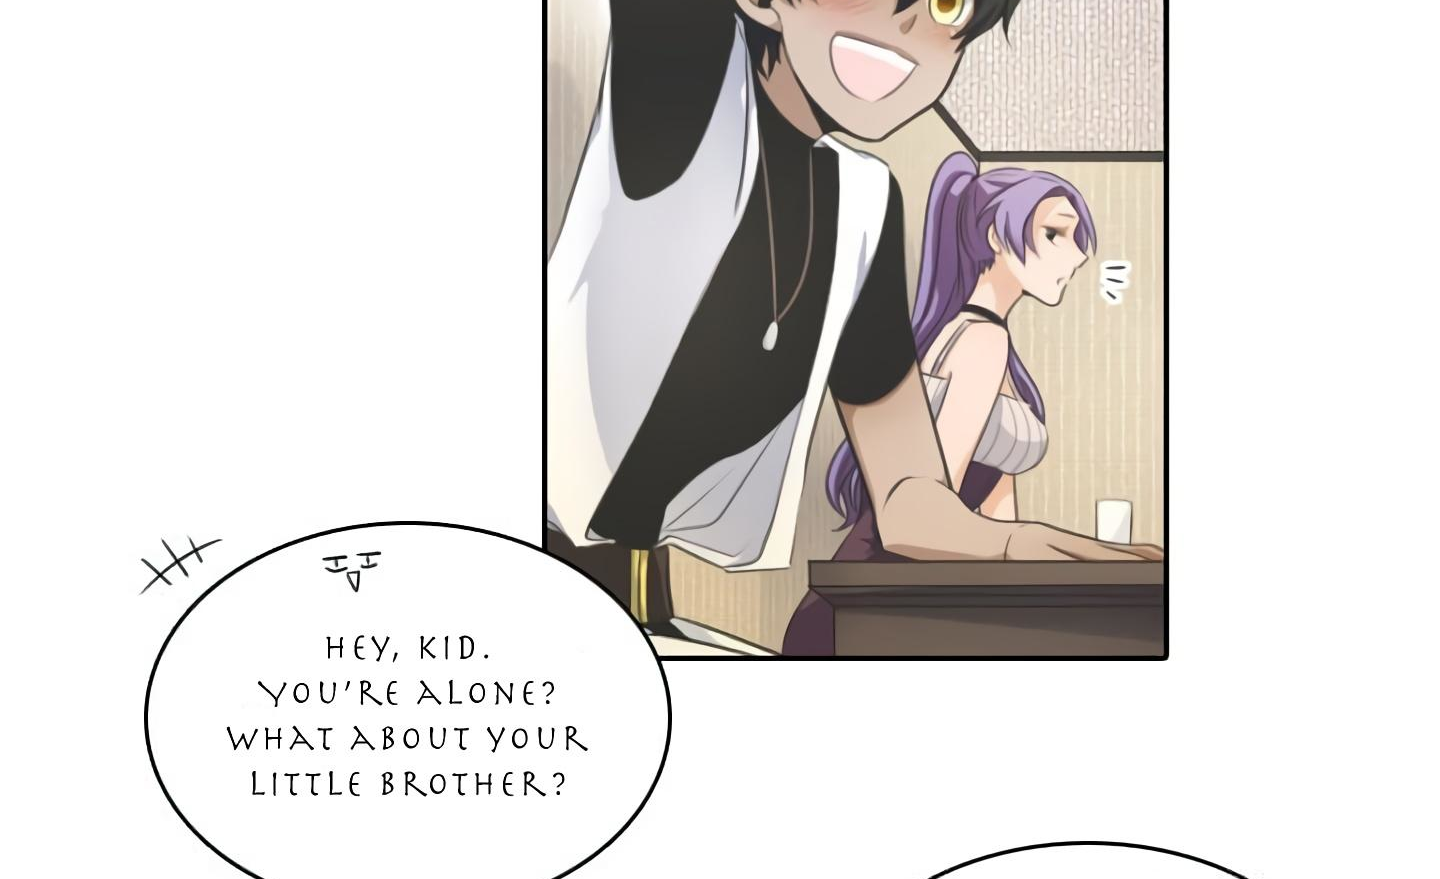 HEY, KID.
YOU'RE ALONE?
WHAT ABOUT YOUR
LITTLE BROTHER?